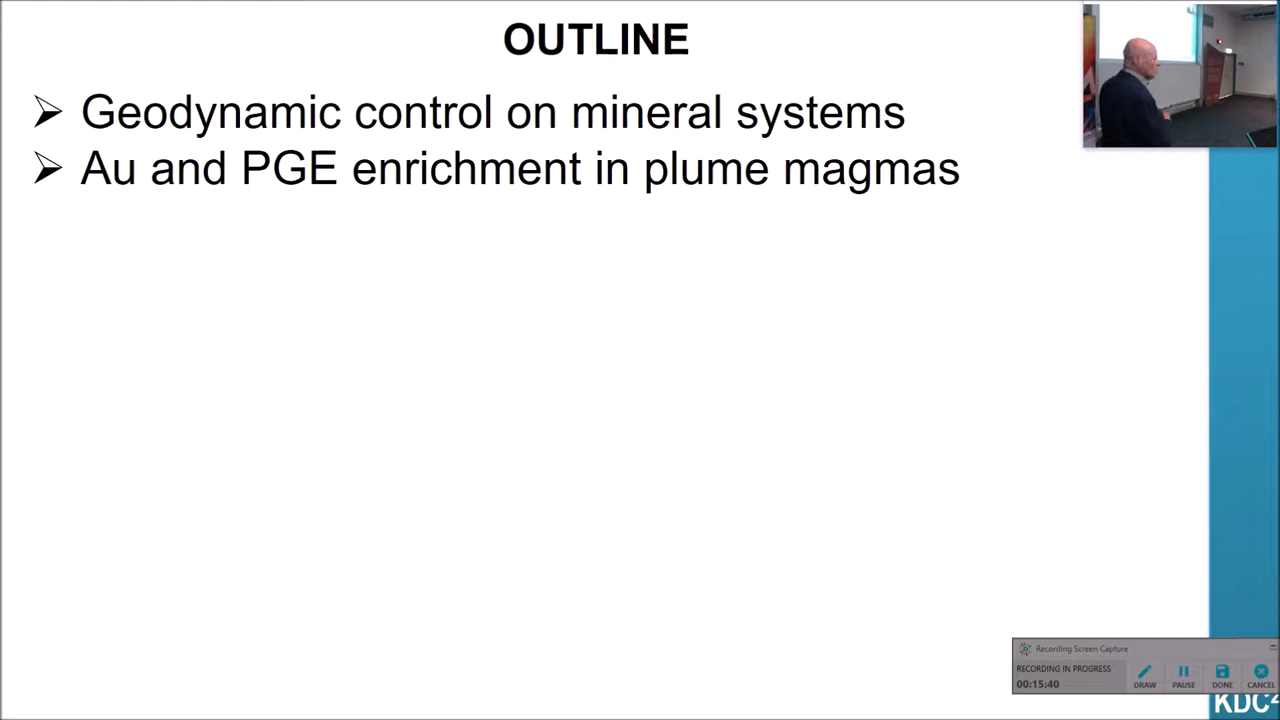 OUTLINE
➢ Geodynamic control on mineral systems
➢ Au and PGE enrichment in plume magmas
Recording Screen Capture
RECORDING IN PROGRESS
00:15:40
DRAW PAUSE DONE CANCEL
KDC²